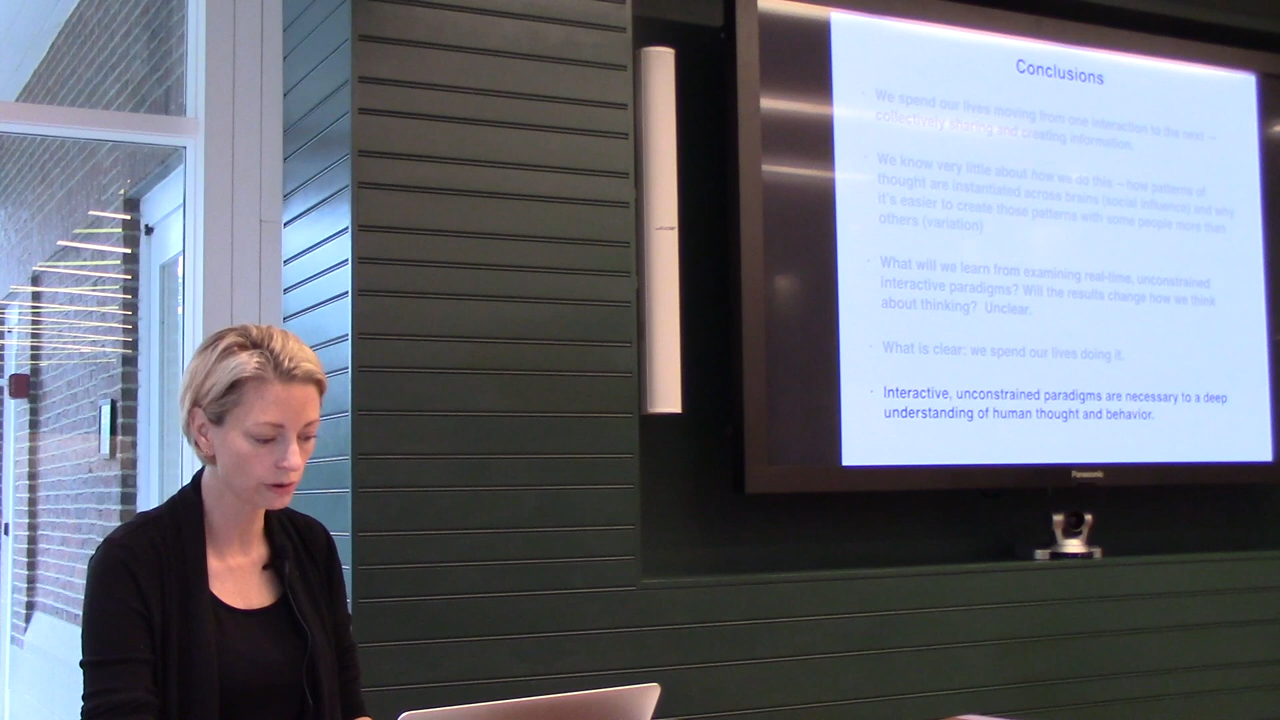 Conclusions
We spend our lives moving from one interaction to the next —
collectively sharing and creating information.
We know very little about how we do this – how patterns of
thought are instantiated across brains (social influence) and why
it's easier to create those patterns with some people more than
others (variation)
What will we learn from examining real-time, unconstrained
interactive paradigms? Will the results change how we think
about thinking? Unclear.
What is clear: we spend our lives doing it.
Interactive, unconstrained paradigms are necessary to a deep
understanding of human thought and behavior.
Panasonic